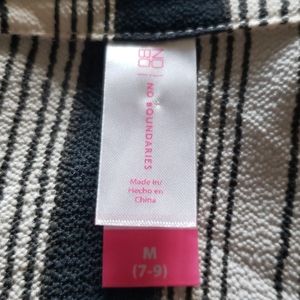 NO
BO
NO BOUNDARIES
Made in/
Hecho en
China
M
(7-9)